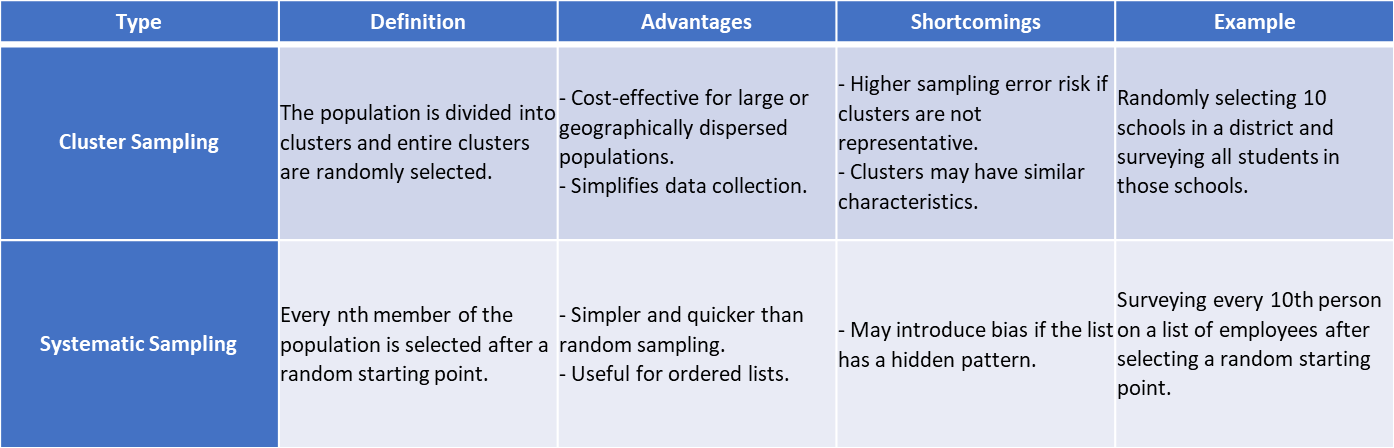 Type
Definition
Advantages
Shortcomings
Example
Cluster Sampling
The population is divided into
clusters and entire clusters
are randomly selected.
- Cost-effective for large or
geographically dispersed
populations.
- Simplifies data collection.
- Higher sampling error risk if
clusters are not
representative.
- Clusters may have similar
characteristics.
Randomly selecting 10
schools in a district and
surveying all students in
those schools.
Systematic Sampling
Every nth member of the
population is selected after a
random starting point.
- Simpler and quicker than
random sampling.
- Useful for ordered lists.
- May introduce bias if the list
has a hidden pattern.
Surveying every 10th person
on a list of employees after
selecting a random starting
point.